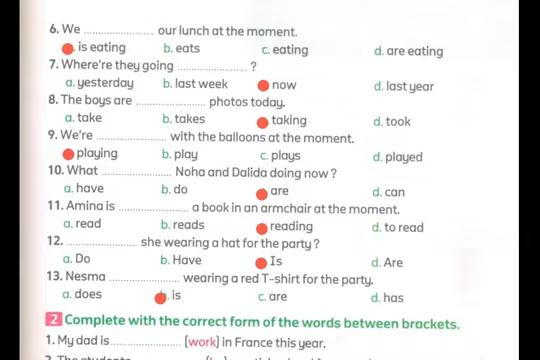 6. We .................... our lunch at the moment.
is eating b. eats c. eating d. are eating
7. Where're they going .................... ?
a. yesterday b. last week now d. last year
8. The boys are .................... photos today.
a. take b. takes taking d. took
9. We're .................... with the balloons at the moment.
playing b. play c. plays d. played
10. What .................... Noha and Dalida doing now ?
a. have b. do are d. can
11. Amina is .................... a book in an armchair at the moment.
a. read b. reads reading d. to read
12. .................... she wearing a hat for the party ?
a. Do b. Have Is d. Are
13. Nesma .................... wearing a red T-shirt for the party.
a. does is c. are d. has
2 Complete with the correct form of the words between brackets.
1. My dad is .................... (work) in France this year.